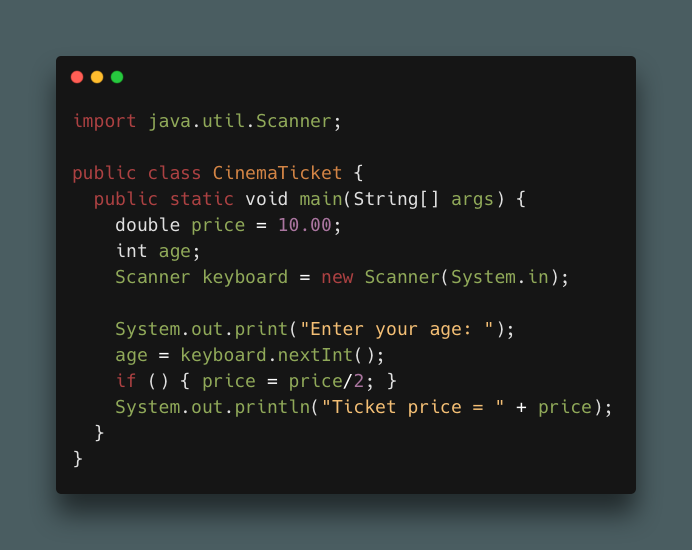 import java.util.Scanner;
public class CinemaTicket {
public static void main(String[] args) {
double price = 10.00;
int age;
Scanner keyboard = new Scanner(System.in);
System.out.print("Enter your age: ");
age = keyboard.nextInt();
if () { price = price/2; }
System.out.println("Ticket price = " + price);
}
}